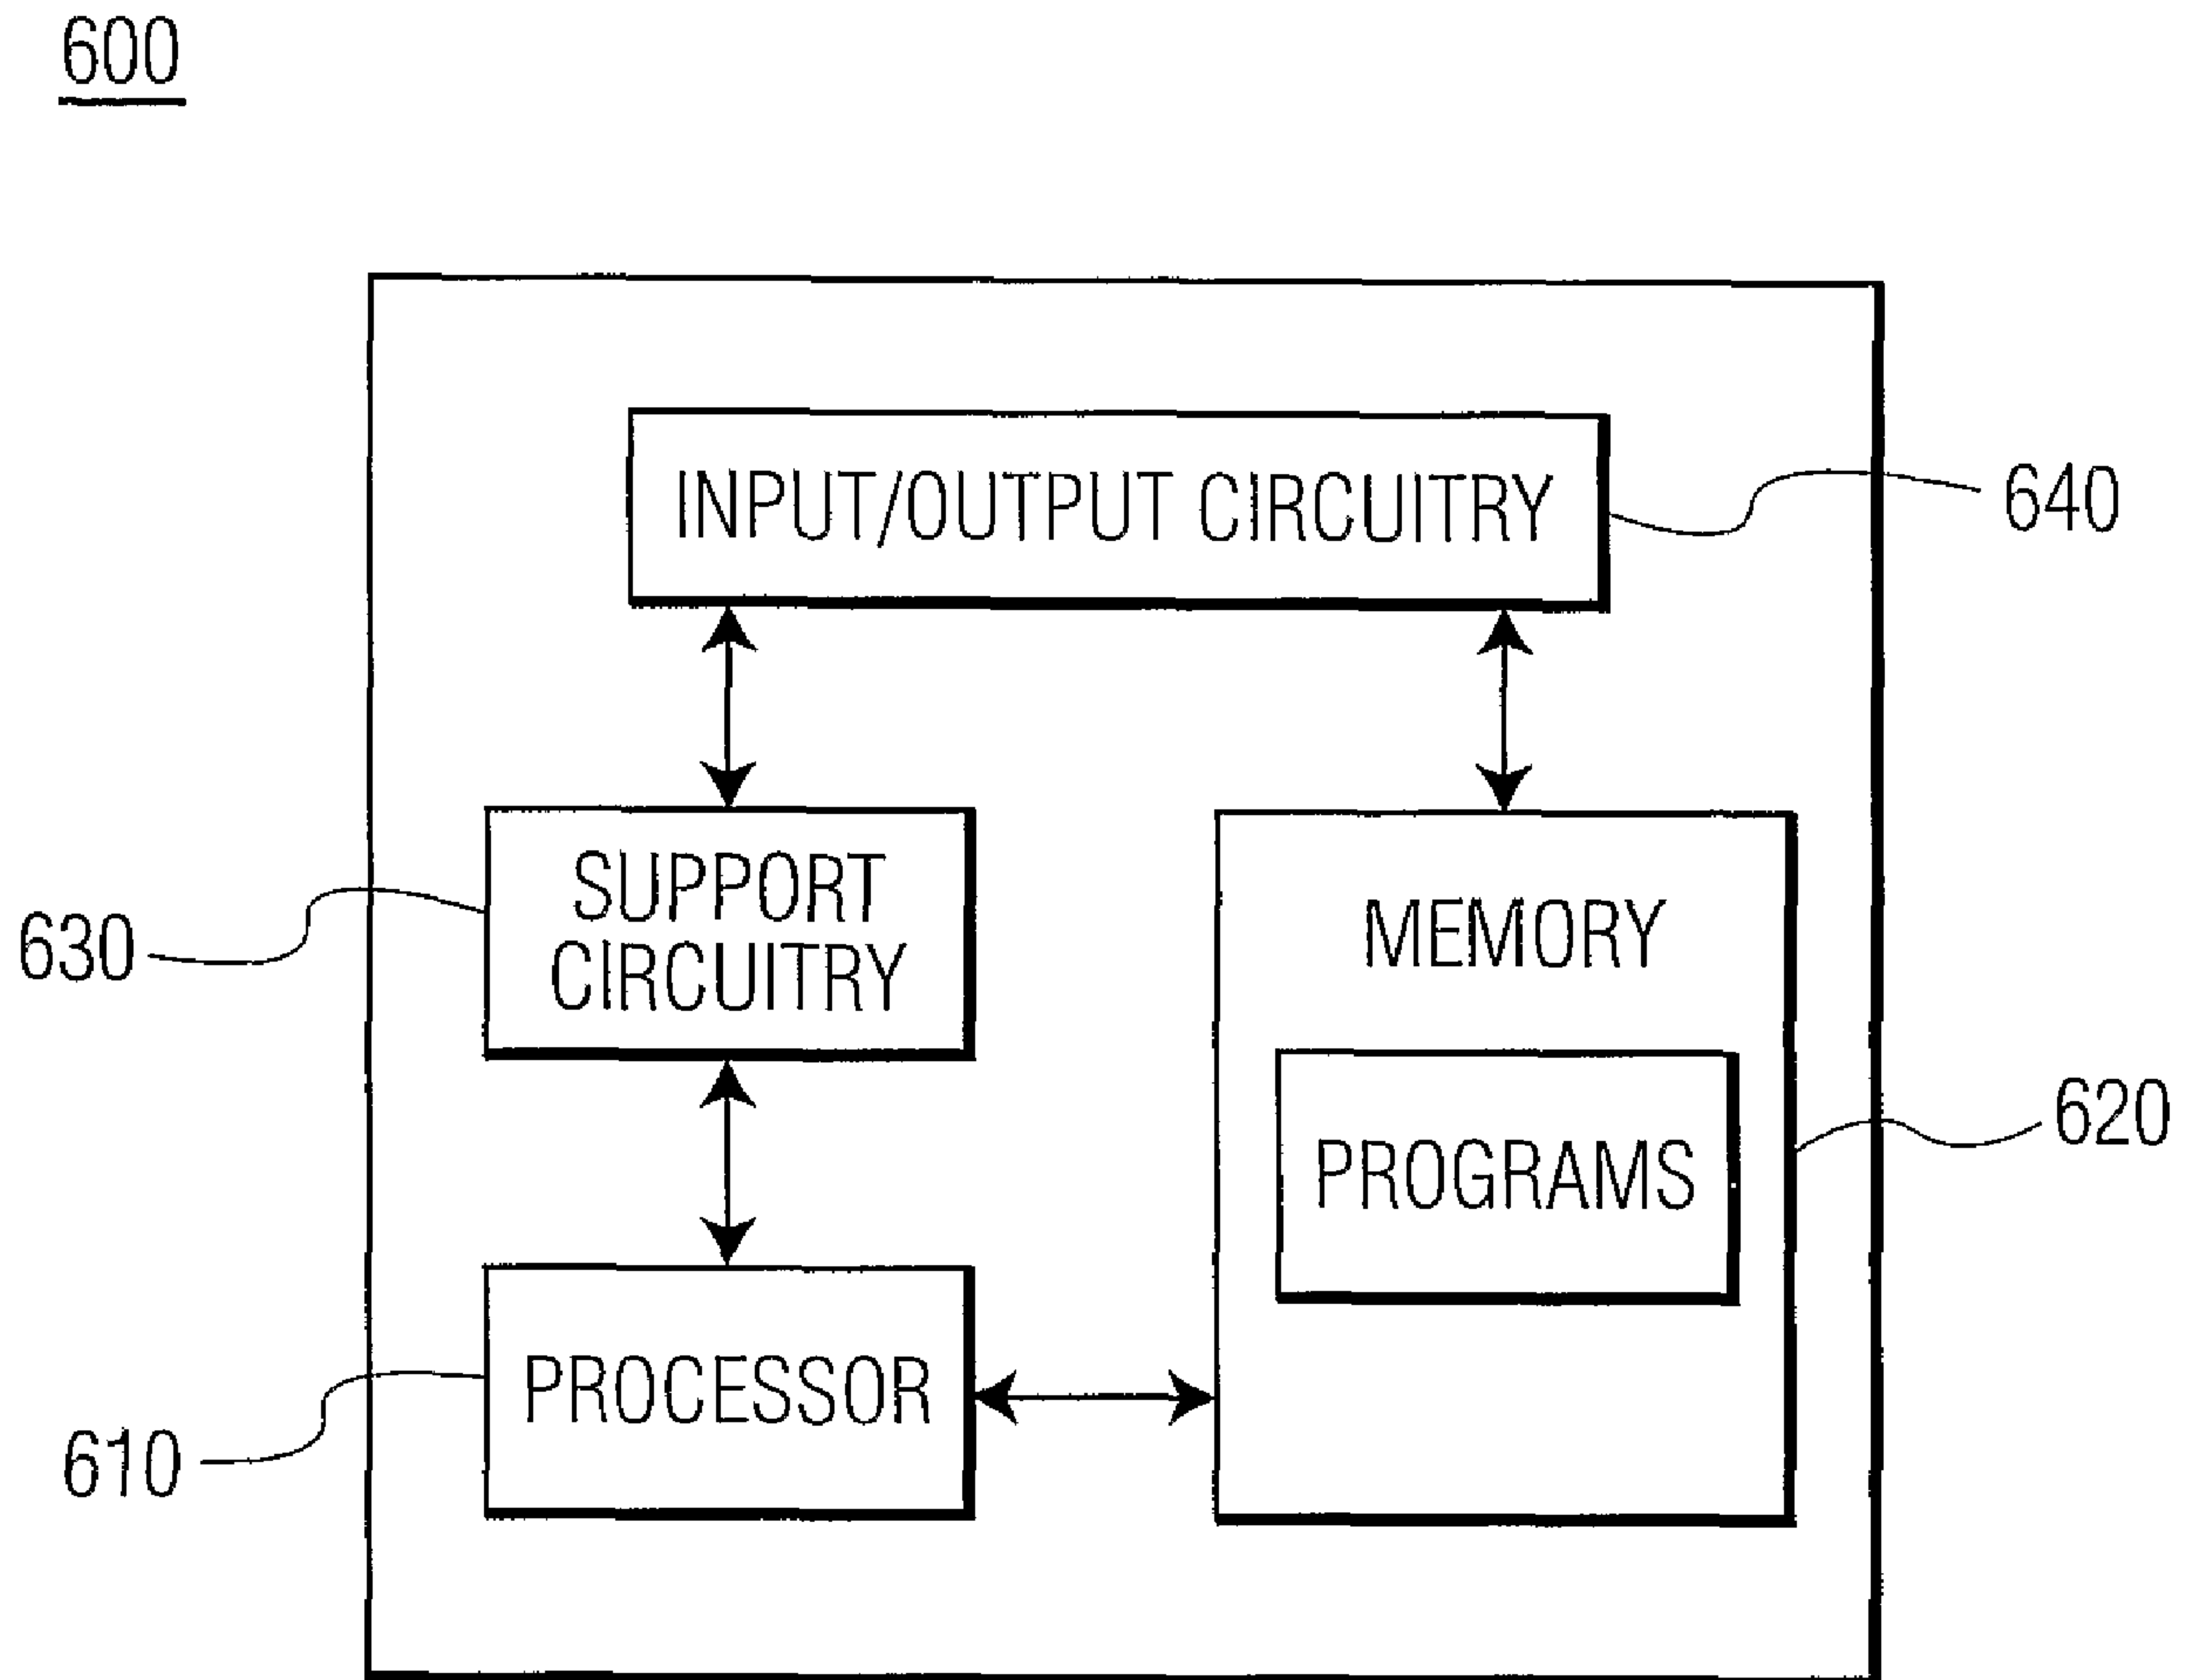 600
INPUT/OUTPUT CIRCUITRY
640
SUPPORT
CIRCUITRY
630
MEMORY
PROGRAMS
620
PROCESSOR
610